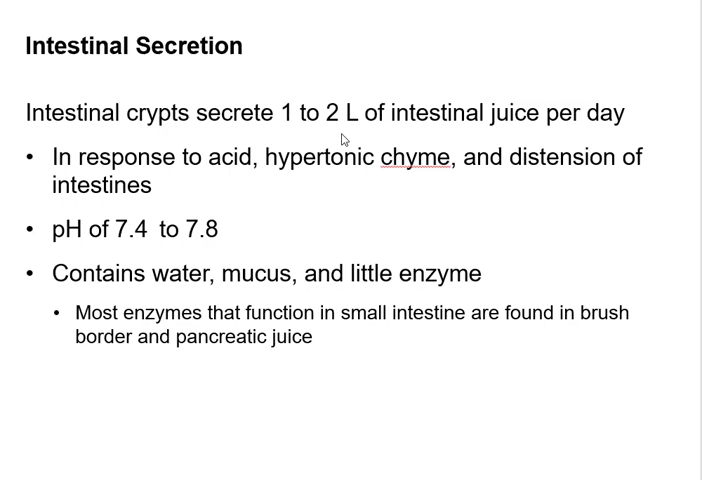 Intestinal Secretion
Intestinal crypts secrete 1 to 2 L of intestinal juice per day
• In response to acid, hypertonic chyme, and distension of
intestines
• pH of 7.4  to 7.8
• Contains water, mucus, and little enzyme
• Most enzymes that function in small intestine are found in brush
border and pancreatic juice